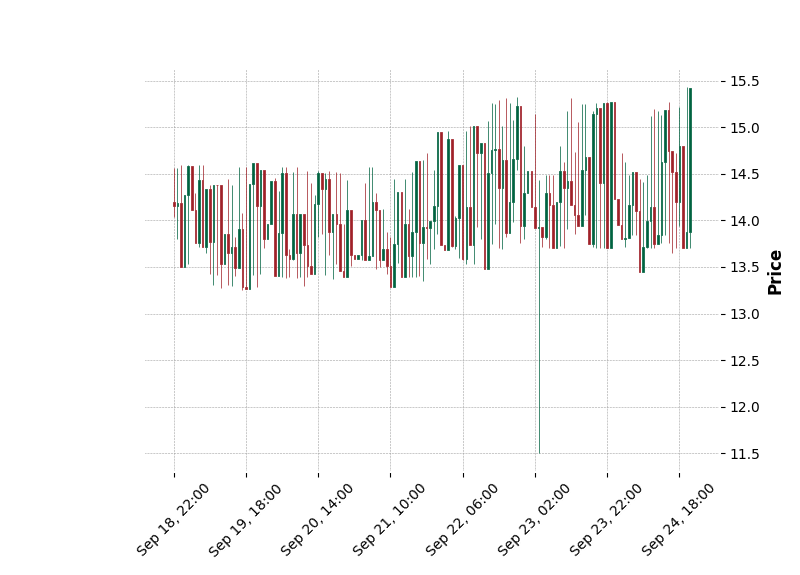 15.5
15.0
14.5
14.0
13.5
13.0
12.5
12.0
11.5
Price
Sep 18, 22:00
Sep 19, 18:00
Sep 20, 14:00
Sep 21, 10:00
Sep 22, 06:00
Sep 23, 02:00
Sep 23, 22:00
Sep 24, 18:00